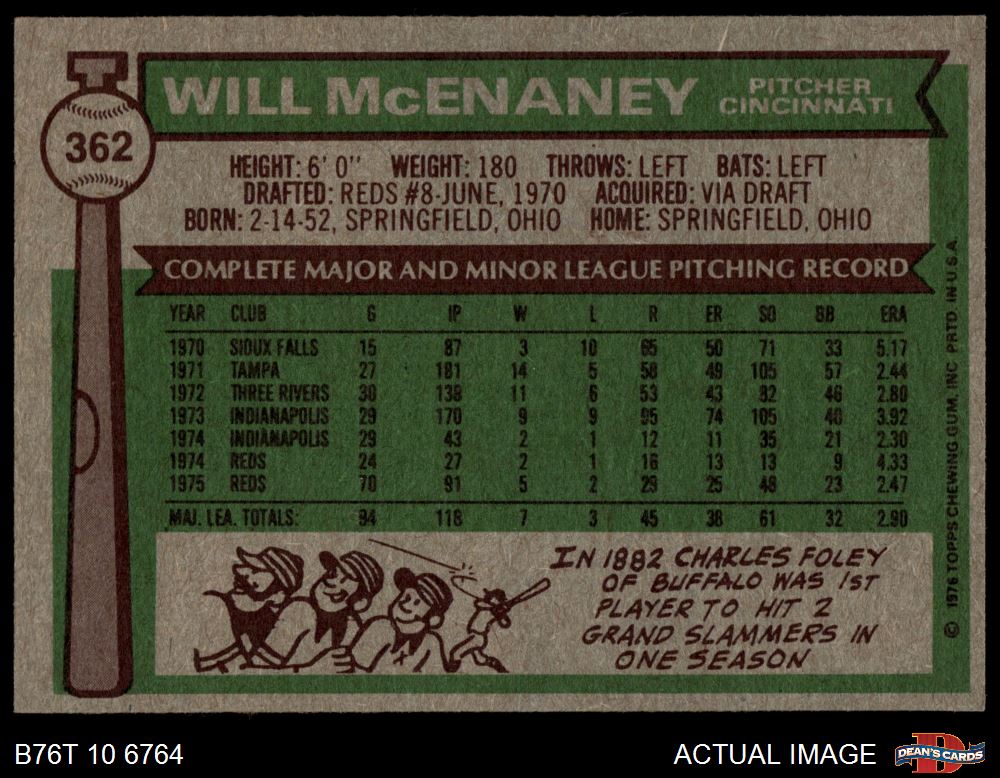 WILL McENANEY
PITCHER
CINCINNATI
362
HEIGHT: 6' 0" WEIGHT: 180 THROWS: LEFT BATS: LEFT
DRAFTED: REDS #8-JUNE, 1970 ACQUIRED: VIA DRAFT
BORN: 2-14-52, SPRINGFIELD, OHIO HOME: SPRINGFIELD, OHIO
COMPLETE MAJOR AND MINOR LEAGUE PITCHING RECORD
YEAR CLUB G IP W L R ER SO BB ERA
1970 SIOUX FALLS 15 87 3 10 65 50 71 33 5.17
1971 TAMPA 27 181 14 5 58 49 105 57 2.44
1972 THREE RIVERS 30 138 11 6 53 43 82 46 2.80
1973 INDIANAPOLIS 29 170 9 9 95 74 105 40 3.92
1974 INDIANAPOLIS 29 43 2 1 12 11 35 21 2.30
1974 REDS 24 27 2 1 16 13 13 9 4.33
1975 REDS 70 91 5 2 29 25 48 23 2.47
MAJ. LEA. TOTALS: 94 118 7 3 45 38 61 32 2.90
IN 1882 CHARLES FOLEY
OF BUFFALO WAS 1ST
PLAYER TO HIT 2
GRAND SLAMMERS IN
ONE SEASON
© 1976 TOPPS CHEWING GUM, INC PRTD. IN U.S.A.
B76T 10 6764
ACTUAL IMAGE
DEAN'S CARDS